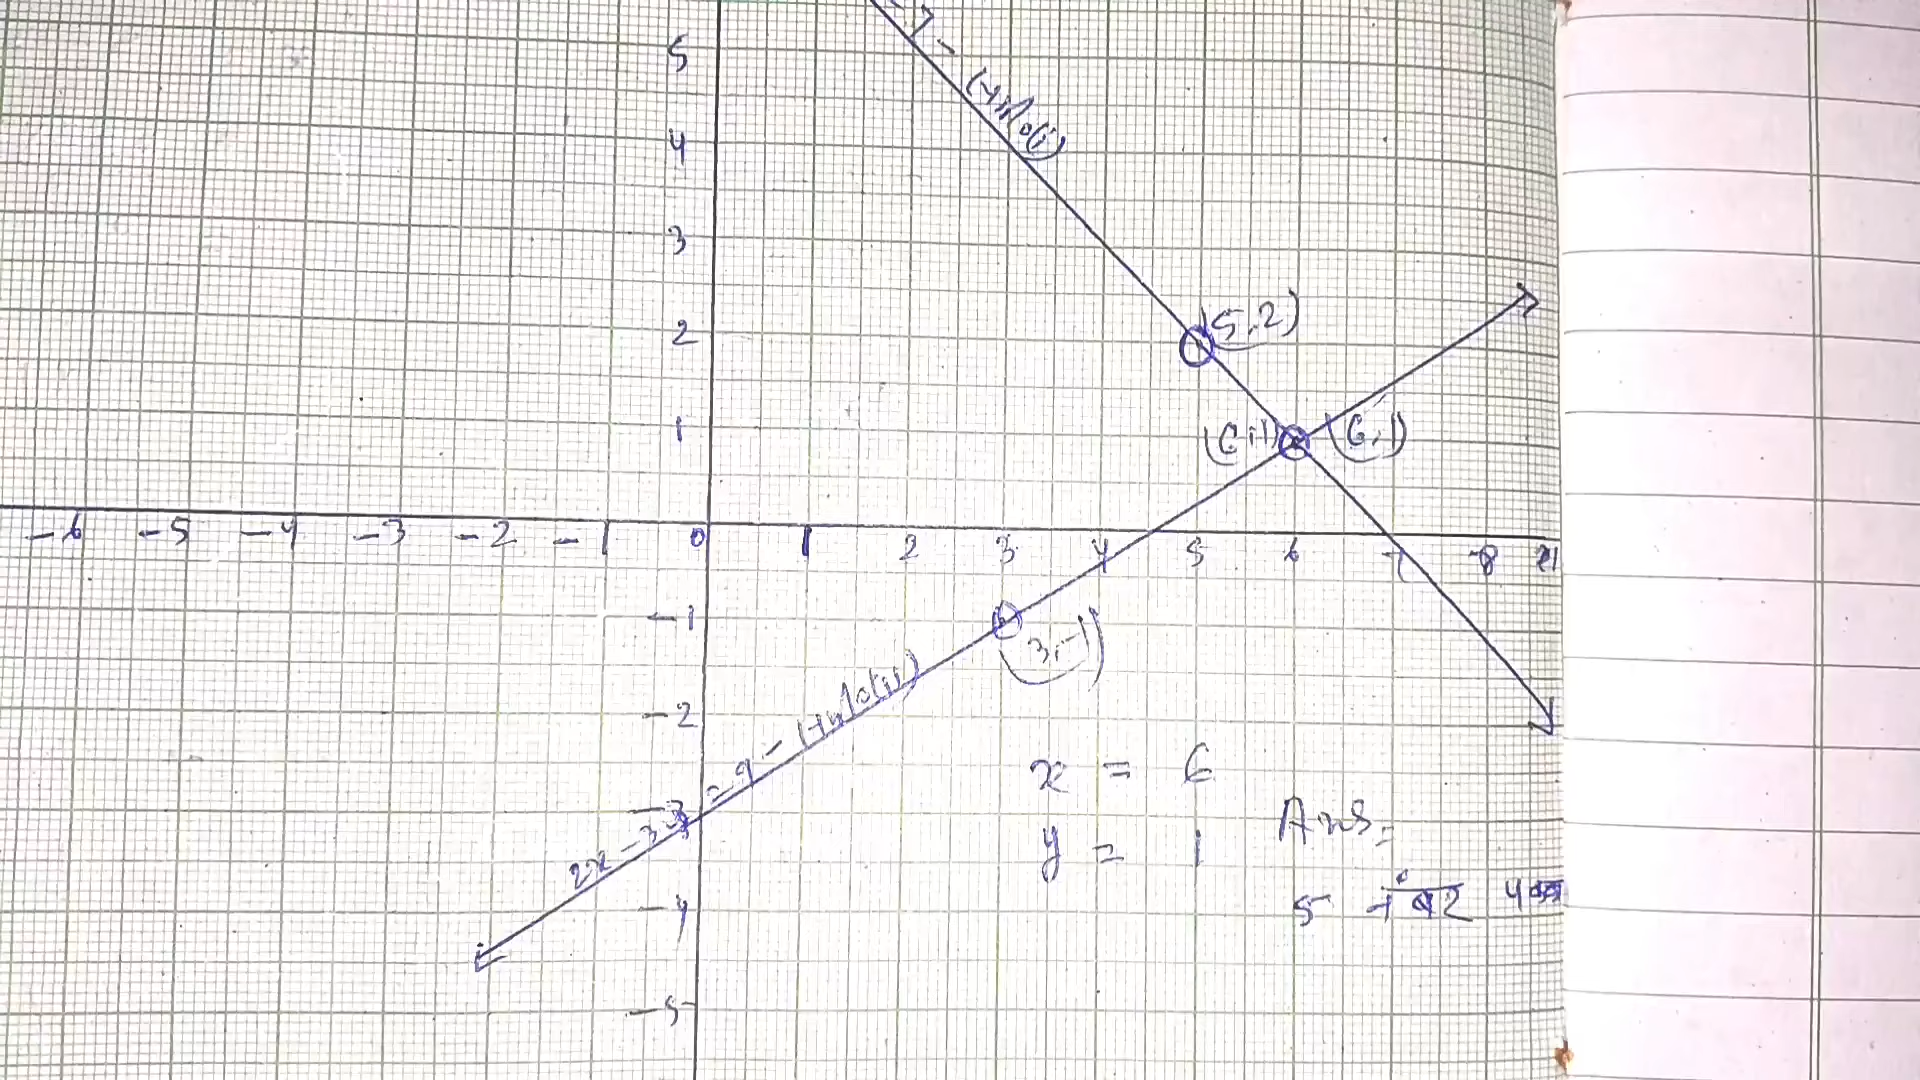 5
4
3
2
1
-6 -5 -4 -3 -2 -1 0 1 2 3 4 5 6 7 8
-1
-2
-3
-4
-5
(5,2)
(6,1) (6,1)
(3,-1)
2x-3y=9-
x = 6
y = 1
Ans.